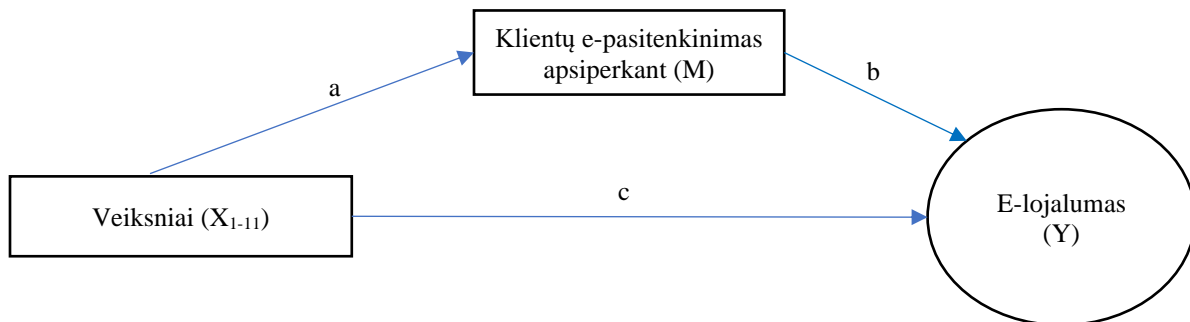 Klientų e-pasitenkinimas
apsiperkant (M)
a
b
Veiksniai (X1-11)
c
E-lojalumas
(Y)